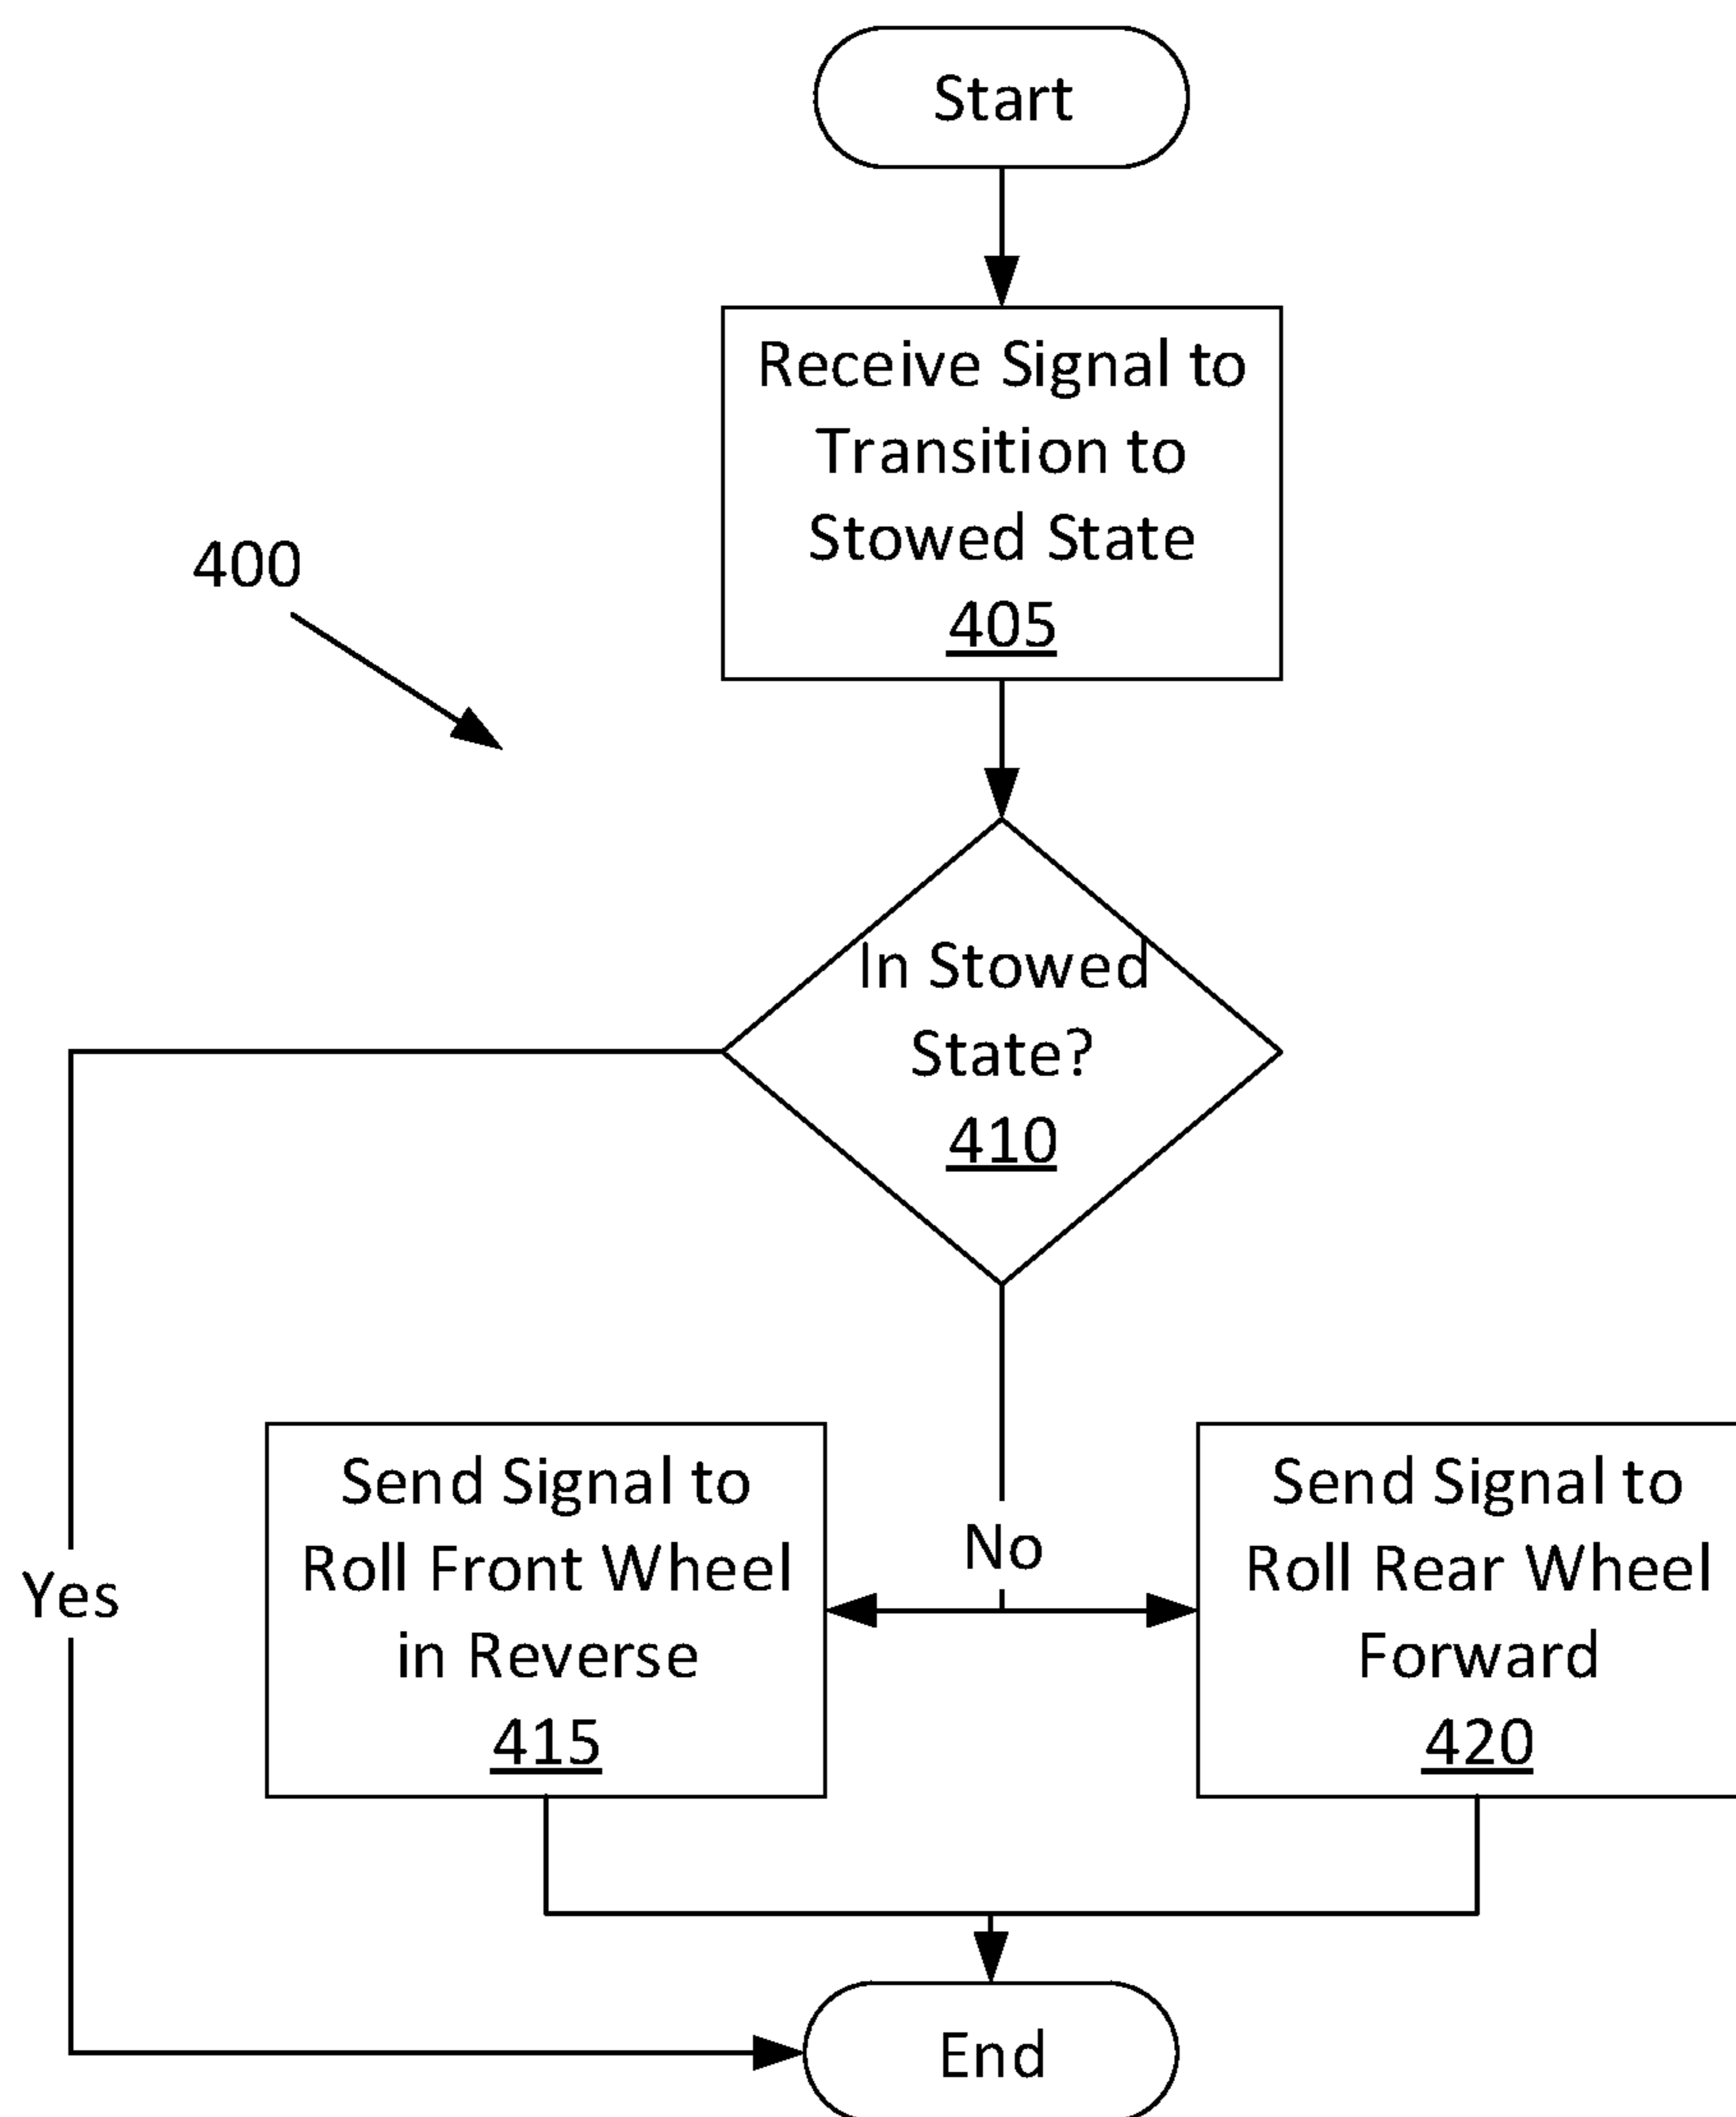 Start
Receive Signal to
Transition to
Stowed State
405
400
In Stowed
State?
410
Yes
No
Send Signal to
Roll Front Wheel
in Reverse
415
Send Signal to
Roll Rear Wheel
Forward
420
End